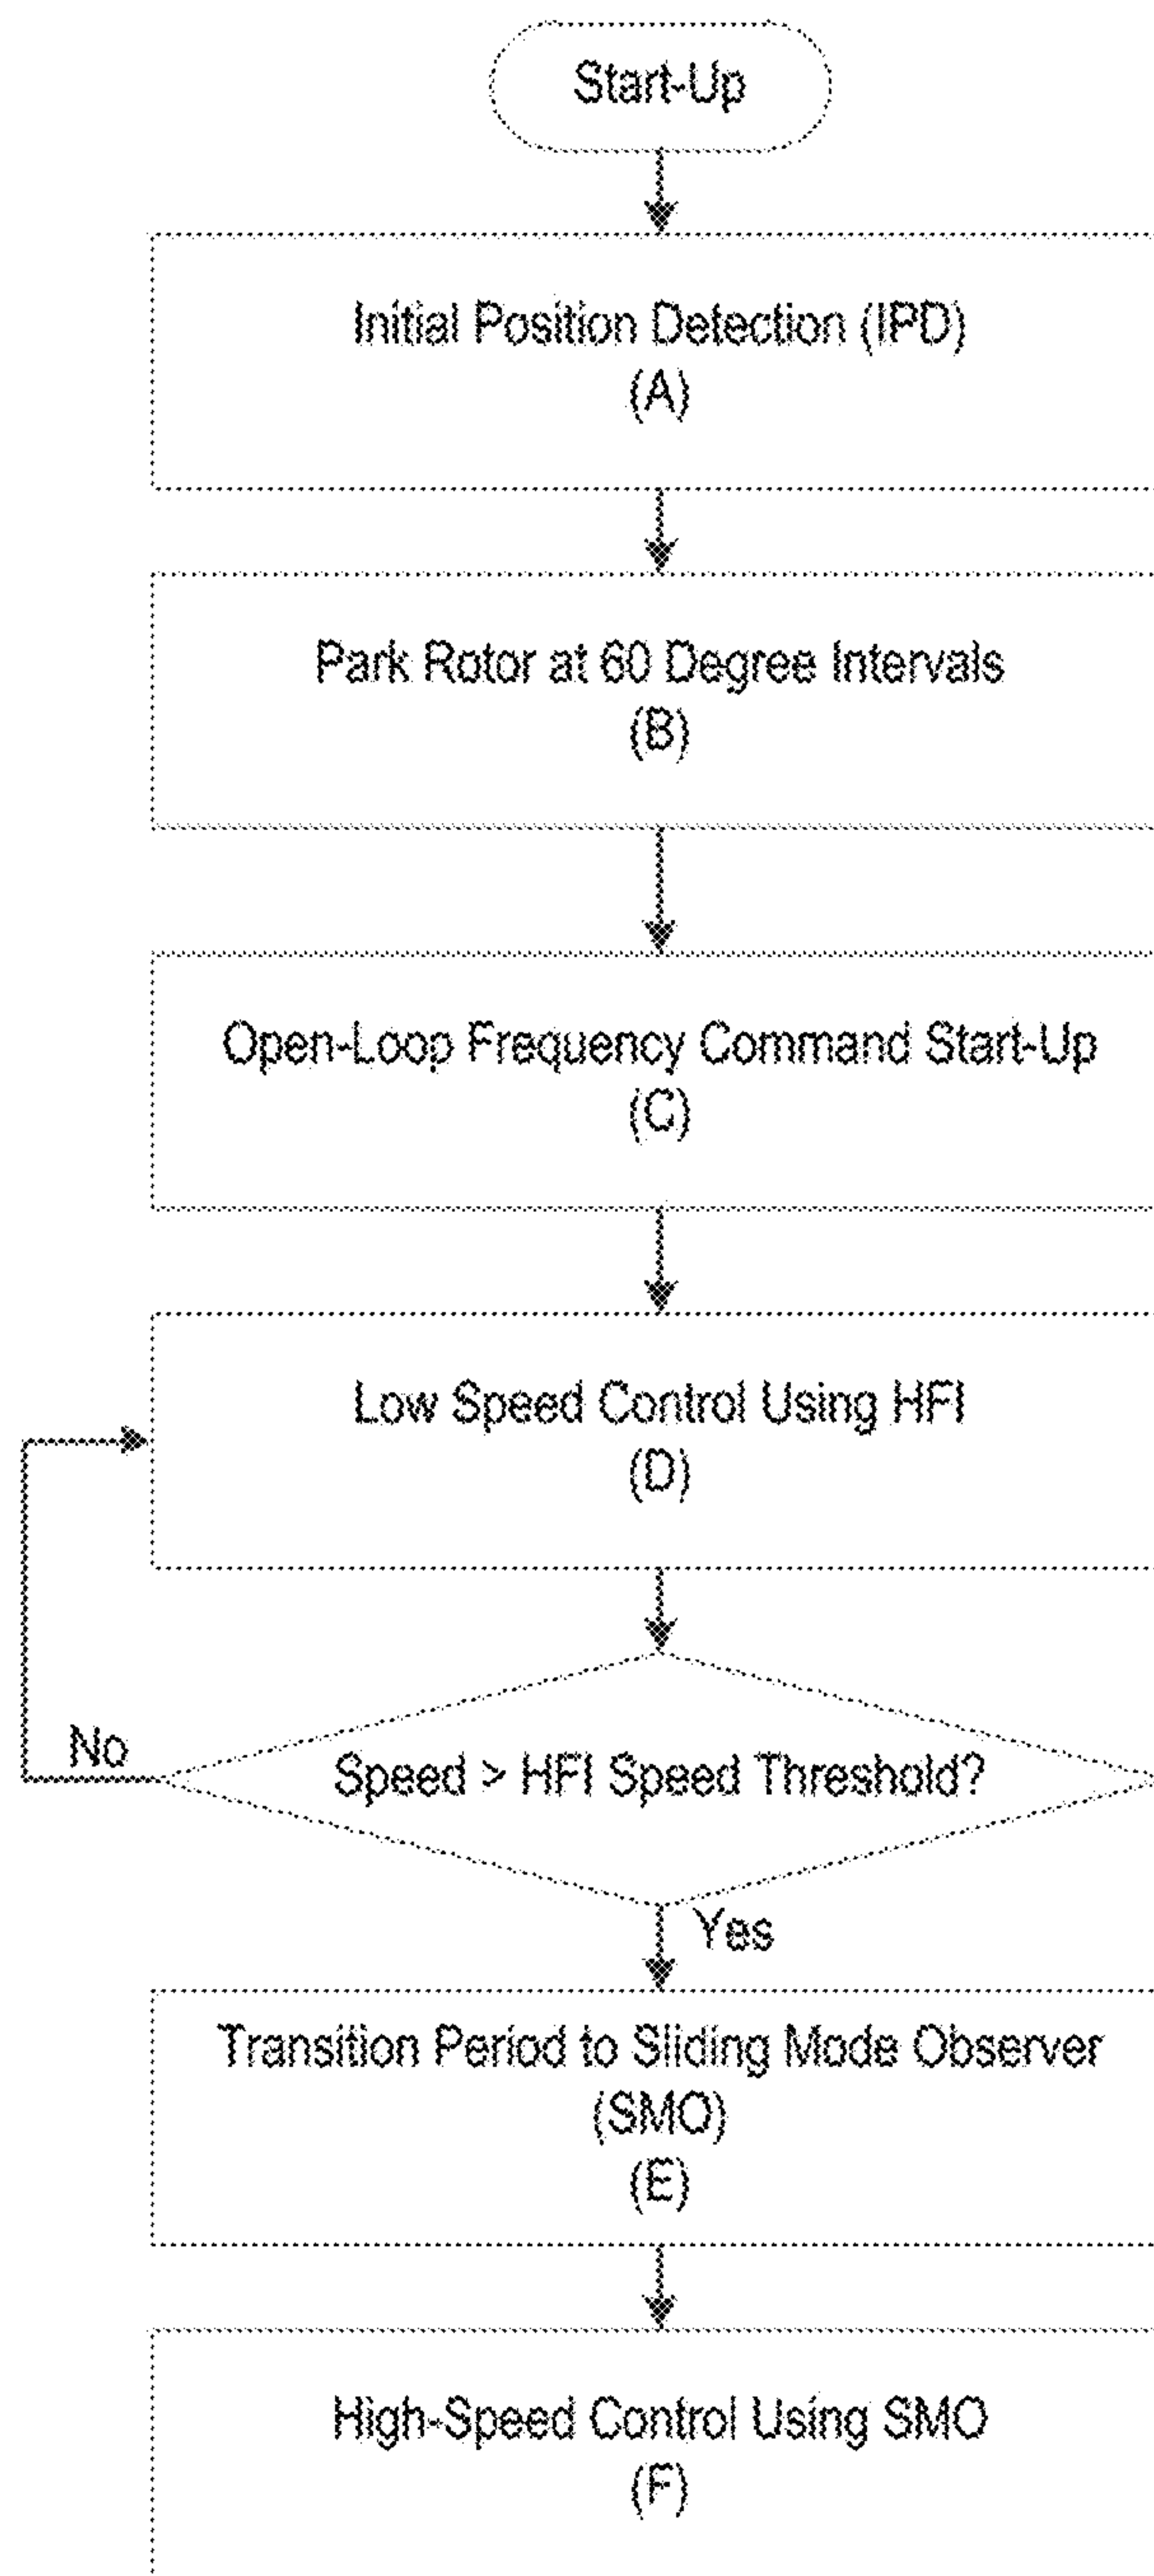 Start-Up
Initial Position Detection (IPD)
(A)
Park Rotor at 60 Degree Intervals
(B)
Open-Loop Frequency Command Start-Up
(C)
Low Speed Control Using HFI
(D)
No
Speed > HFI Speed Threshold?
Yes
Transition Period to Sliding Mode Observer
(SMO)
(E)
High-Speed Control Using SMO
(F)